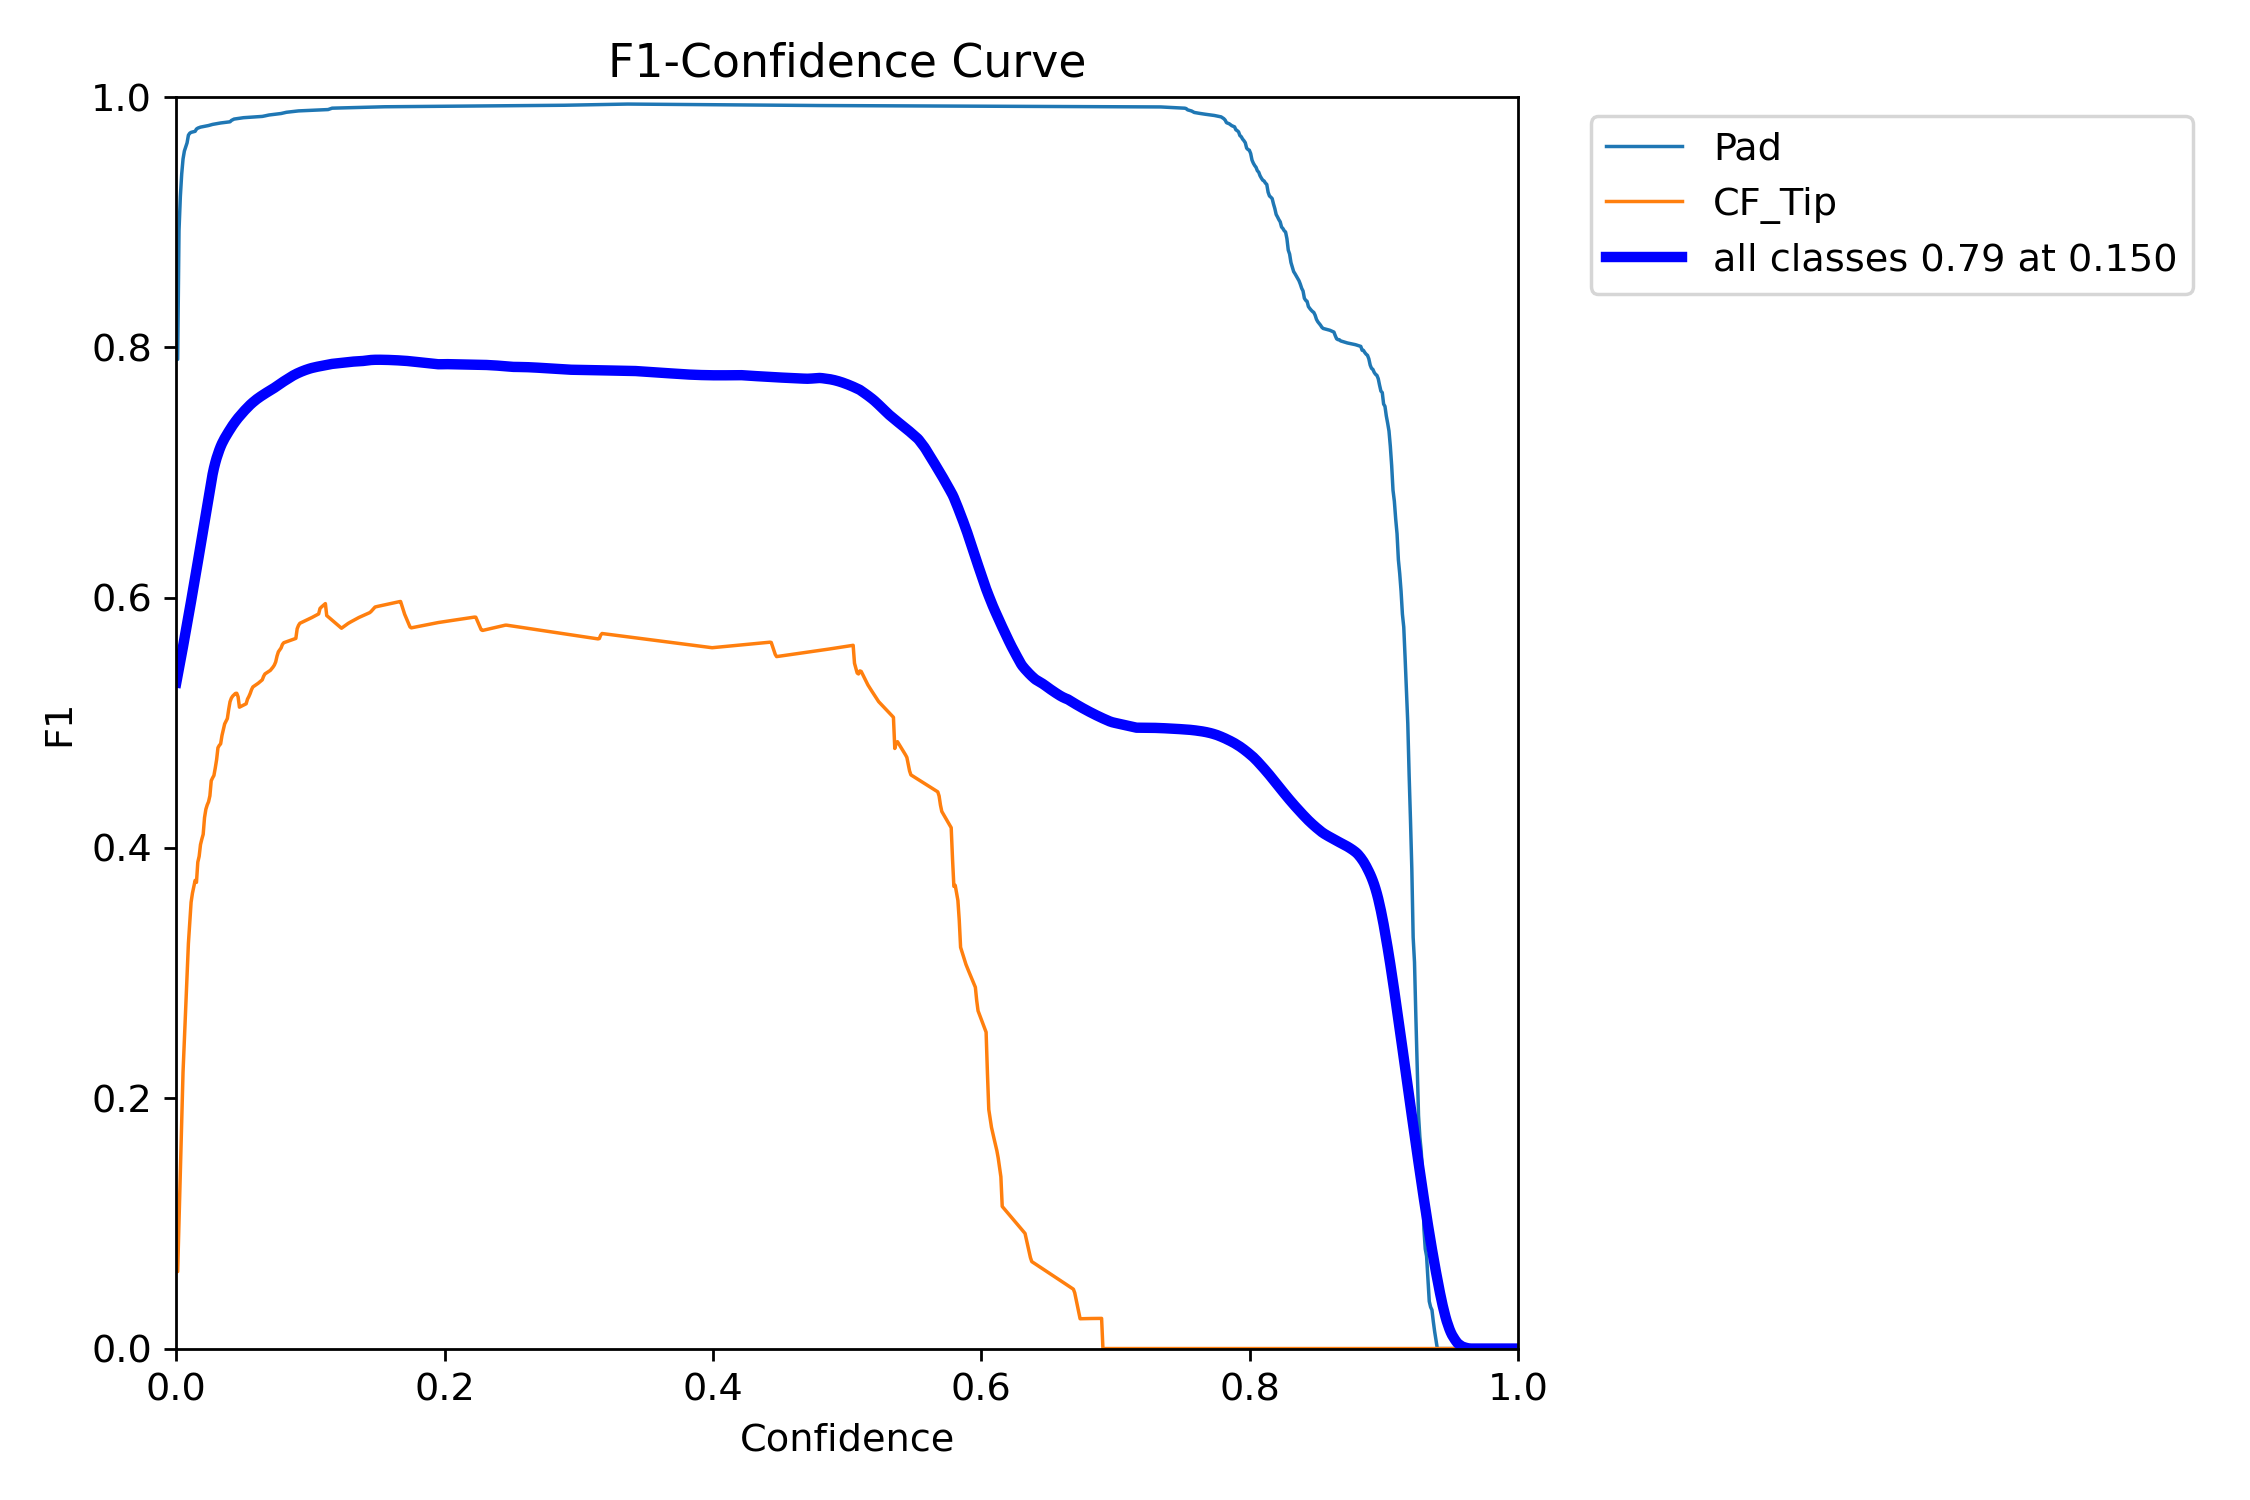 F1-Confidence Curve
Pad
CF_Tip
all classes 0.79 at 0.150
F1
1.0
0.8
0.6
0.4
0.2
0.0
0.0 0.2 0.4 0.6 0.8 1.0
Confidence